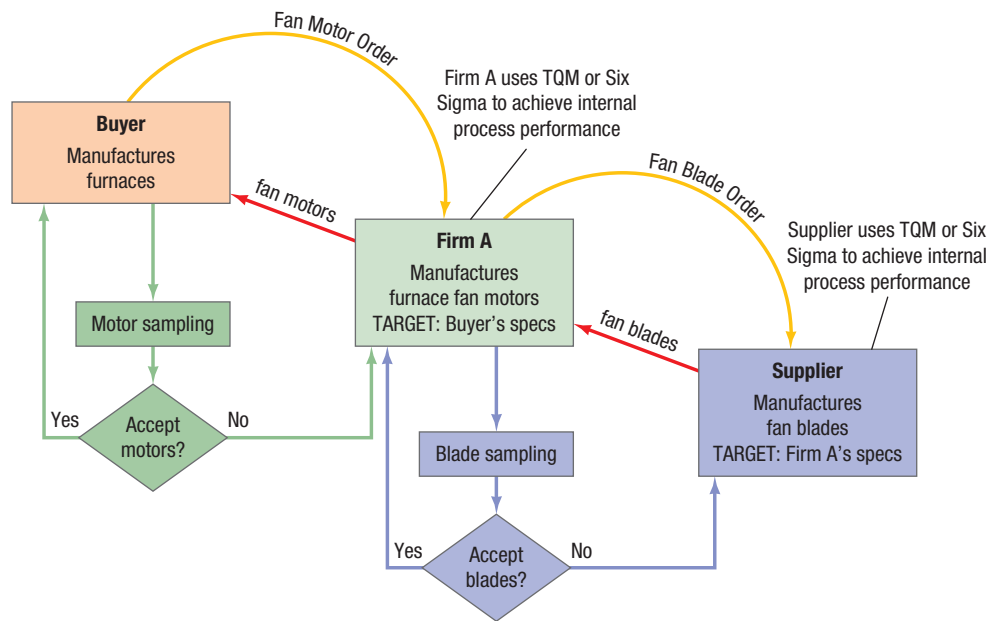 Fan Motor Order
Firm A uses TQM or Six
Sigma to achieve internal
process performance
Buyer
Manufactures
furnaces
fan motors
Fan Blade Order
Supplier uses TQM or Six
Sigma to achieve internal
process performance
Firm A
Manufactures
furnace fan motors
TARGET: Buyer's specs
Motor sampling
fan blades
Supplier
Manufactures
fan blades
TARGET: Firm A's specs
Yes
Accept
motors?
No
Blade sampling
Yes
Accept
blades?
No